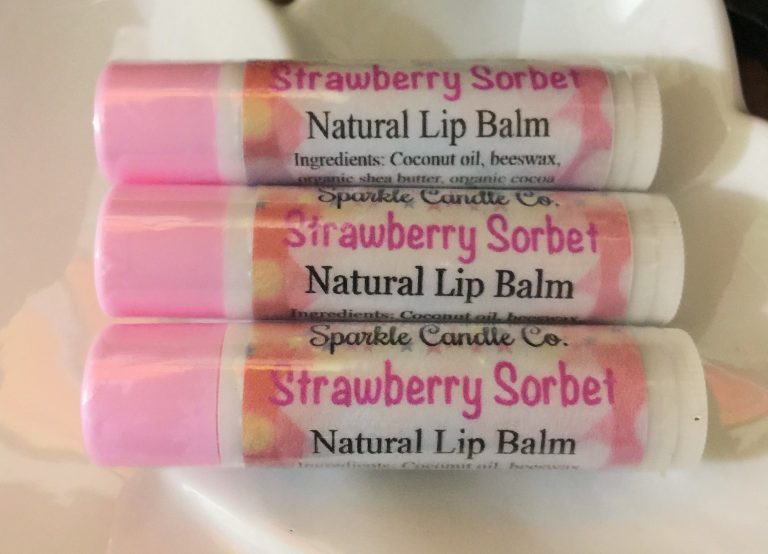 Strawberry Sorbet
Natural Lip Balm
Ingredients: Coconut oil, beeswax,
organic shea butter, organic cocoa
Sparkle Candle Co.
Strawberry Sorbet
Natural Lip Balm
Ingredients: Coconut oil, beeswax,
Sparkle Candle Co.
Strawberry Sorbet
Natural Lip Balm
Ingredients: Coconut oil, beeswax